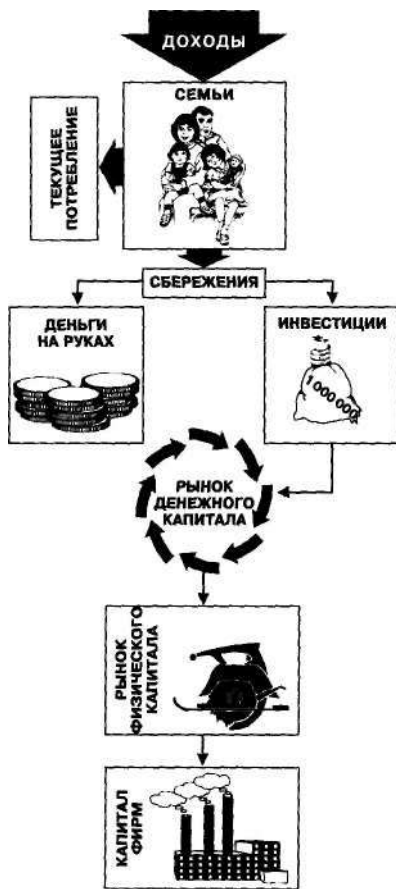 ДОХОДЫ
СЕМЬИ
ТЕКУЩЕЕ
ПОТРЕБЛЕНИЕ
СБЕРЕЖЕНИЯ
ДЕНЬГИ
НА РУКАХ
ИНВЕСТИЦИИ
1 000 000
РЫНОК
ДЕНЕЖНОГО
КАПИТАЛА
РЫНОК
ФИЗИЧЕСКОГО
КАПИТАЛА
КАПИТАЛ
ФИРМ